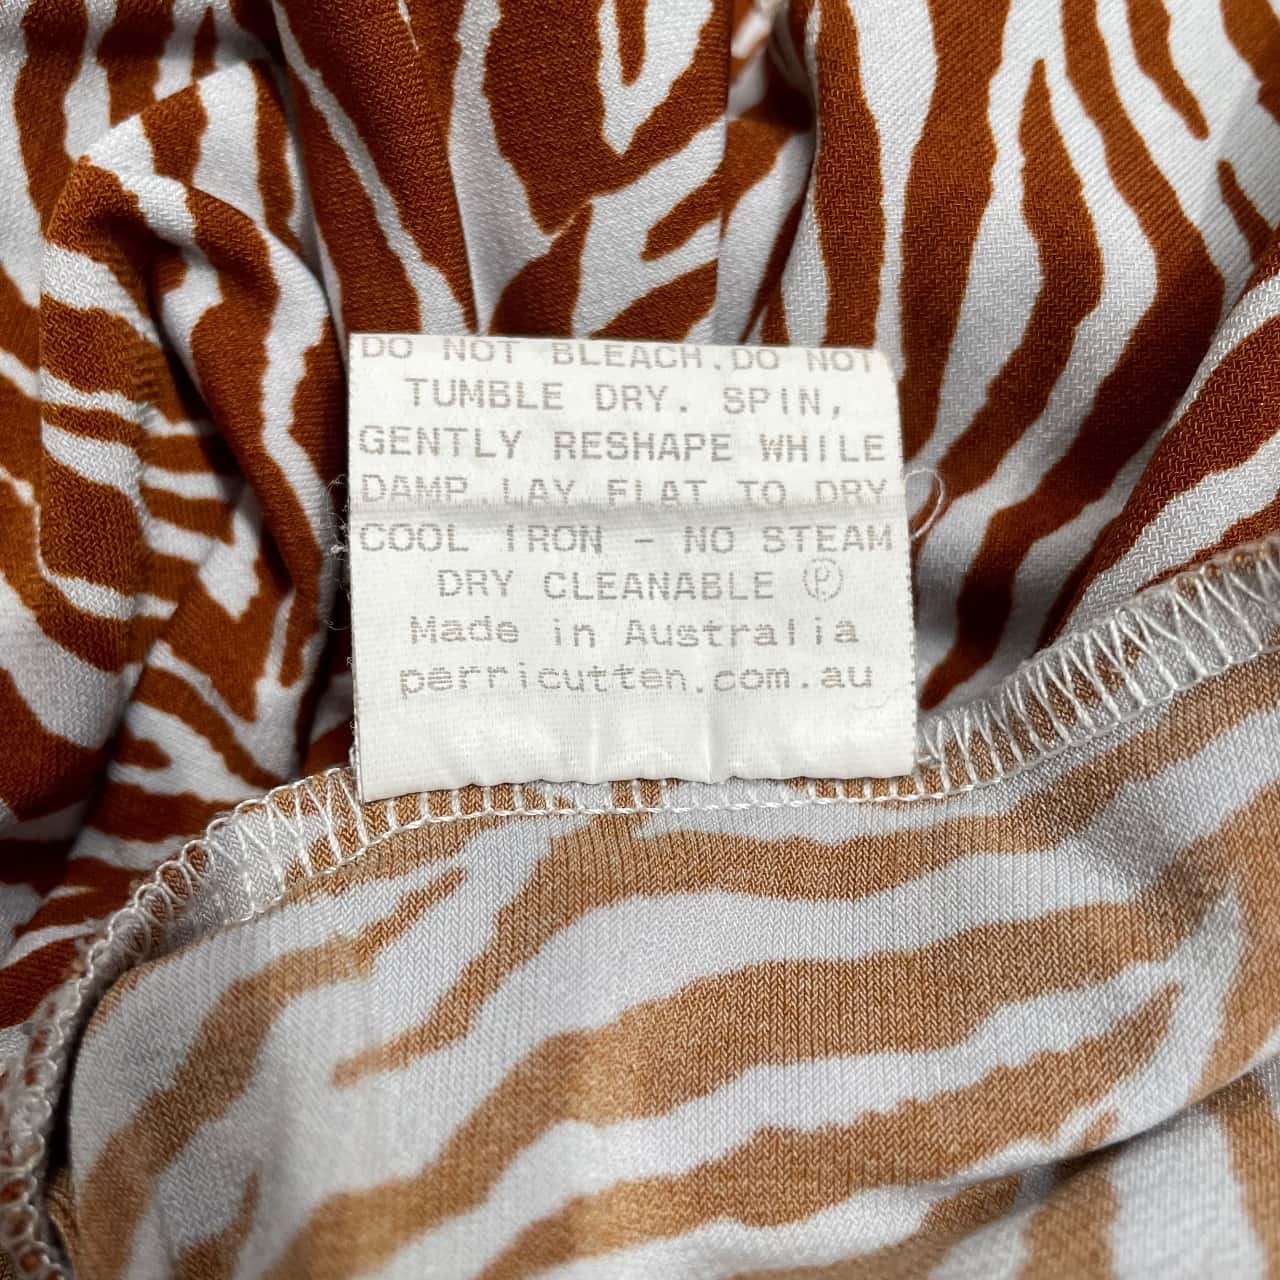 DO NOT BLEACH.DO NOT
TUMBLE DRY. SPIN,
GENTLY RESHAPE WHILE
DAMP.LAY FLAT TO DRY
COOL IRON - NO STEAM
DRY CLEANABLE Ⓟ
Made in Australia
perricutten.com.au